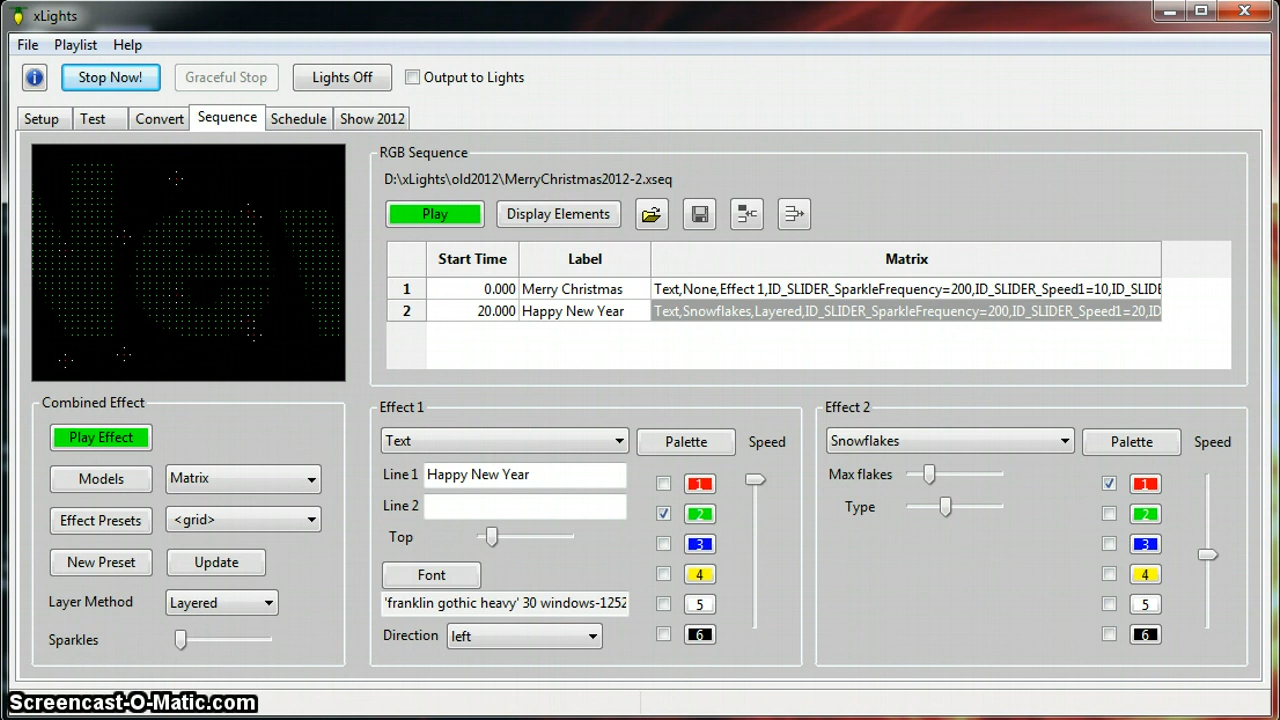 xLights
File Playlist Help
Stop Now! Graceful Stop Lights Off Output to Lights
Setup Test Convert Sequence Schedule Show 2012
RGB Sequence
D:\xLights\old2012\MerryChristmas2012-2.xseq
Play Display Elements
Start Time Label Matrix
1 0.000 Merry Christmas Text,None,Effect 1,ID_SLIDER_SparkleFrequency=200,ID_SLIDER_Speed1=10,ID_SLIDE
2 20.000 Happy New Year Text,Snowflakes,Layered,ID_SLIDER_SparkleFrequency=200,ID_SLIDER_Speed1=20,ID
Combined Effect
Play Effect
Models Matrix
Effect Presets <grid>
New Preset Update
Layer Method Layered
Sparkles
Effect 1
Text Palette Speed
Line 1 Happy New Year
Line 2
Top
Font
'franklin gothic heavy' 30 windows-1252
Direction left
1
2
3
4
5
6
Effect 2
Snowflakes Palette Speed
Max flakes
Type
1
2
3
4
5
6
Screencast-O-Matic.com